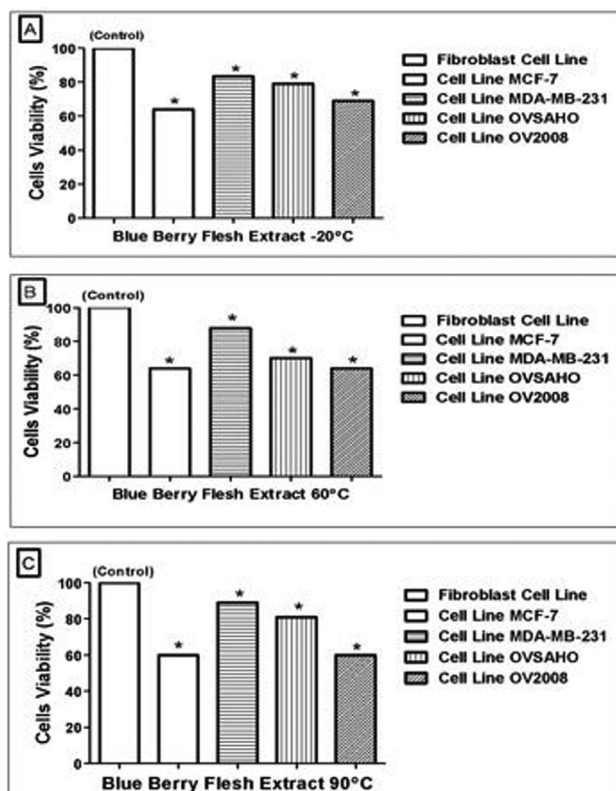 A
(Control)
Cells Viability (%)
100
80
60
40
20
0
* * * *
Blue Berry Flesh Extract -20°C
Fibroblast Cell Line
Cell Line MCF-7
Cell Line MDA-MB-231
Cell Line OVSAHO
Cell Line OV2008
B
(Control)
Cells Viability (%)
100
80
60
40
20
0
* * * *
Blue Berry Flesh Extract 60°C
Fibroblast Cell Line
Cell Line MCF-7
Cell Line MDA-MB-231
Cell Line OVSAHO
Cell Line OV2008
C
(Control)
Cells Viability (%)
100
80
60
40
20
0
* * * *
Blue Berry Flesh Extract 90°C
Fibroblast Cell Line
Cell Line MCF-7
Cell Line MDA-MB-231
Cell Line OVSAHO
Cell Line OV2008